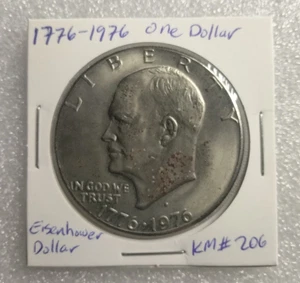 1776-1976 One Dollar
LIBERTY
IN GOD WE
TRUST
1776·1976
Eisenhower
Dollar
KM# 206